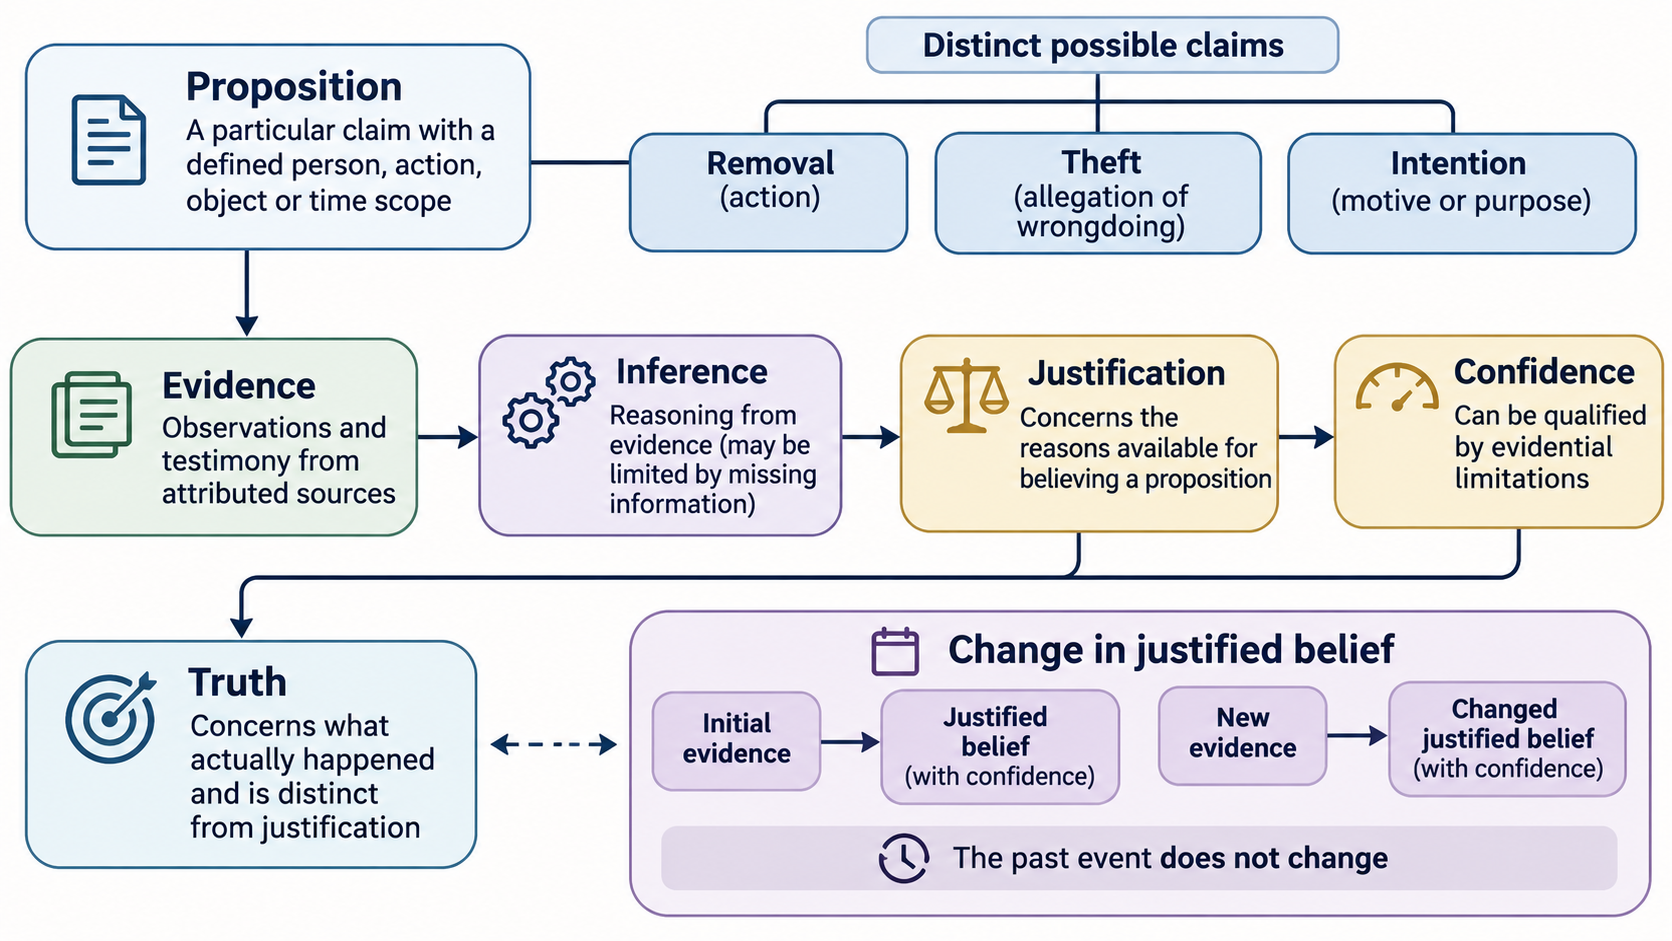 Proposition
A particular claim with a
defined person, action,
object or time scope
Distinct possible claims
Removal
(action)
Theft
(allegation of
wrongdoing)
Intention
(motive or purpose)
Evidence
Observations and
testimony from
attributed sources
Inference
Reasoning from
evidence (may be
limited by missing
information)
Justification
Concerns the
reasons available for
believing a proposition
Confidence
Can be qualified
by evidential
limitations
Truth
Concerns what
actually happened
and is distinct
from justification
Change in justified belief
Initial
evidence
Justified
belief
(with confidence)
New
evidence
Changed
justified belief
(with confidence)
The past event does not change